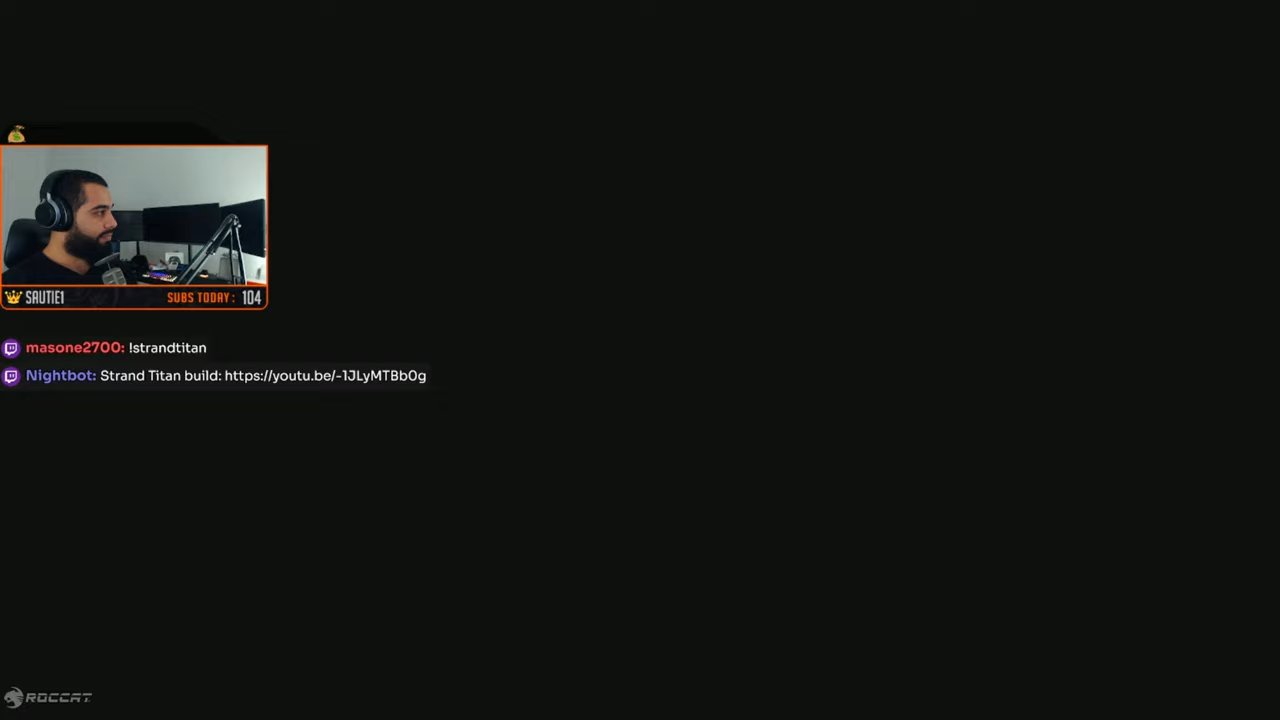 SAUTIE1
SUBS TODAY: 104
masone2700: !strandtitan
Nightbot: Strand Titan build: https://youtu.be/-1JLyMTBb0g
ROCCAT